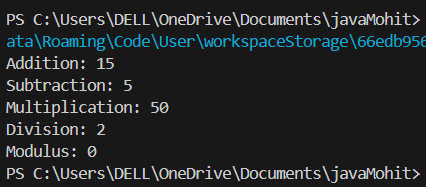 PS C:\Users\DELL\OneDrive\Documents\javaMohit>
ata\Roaming\Code\User\workspaceStorage\66edb956
Addition: 15
Subtraction: 5
Multiplication: 50
Division: 2
Modulus: 0
PS C:\Users\DELL\OneDrive\Documents\javaMohit>